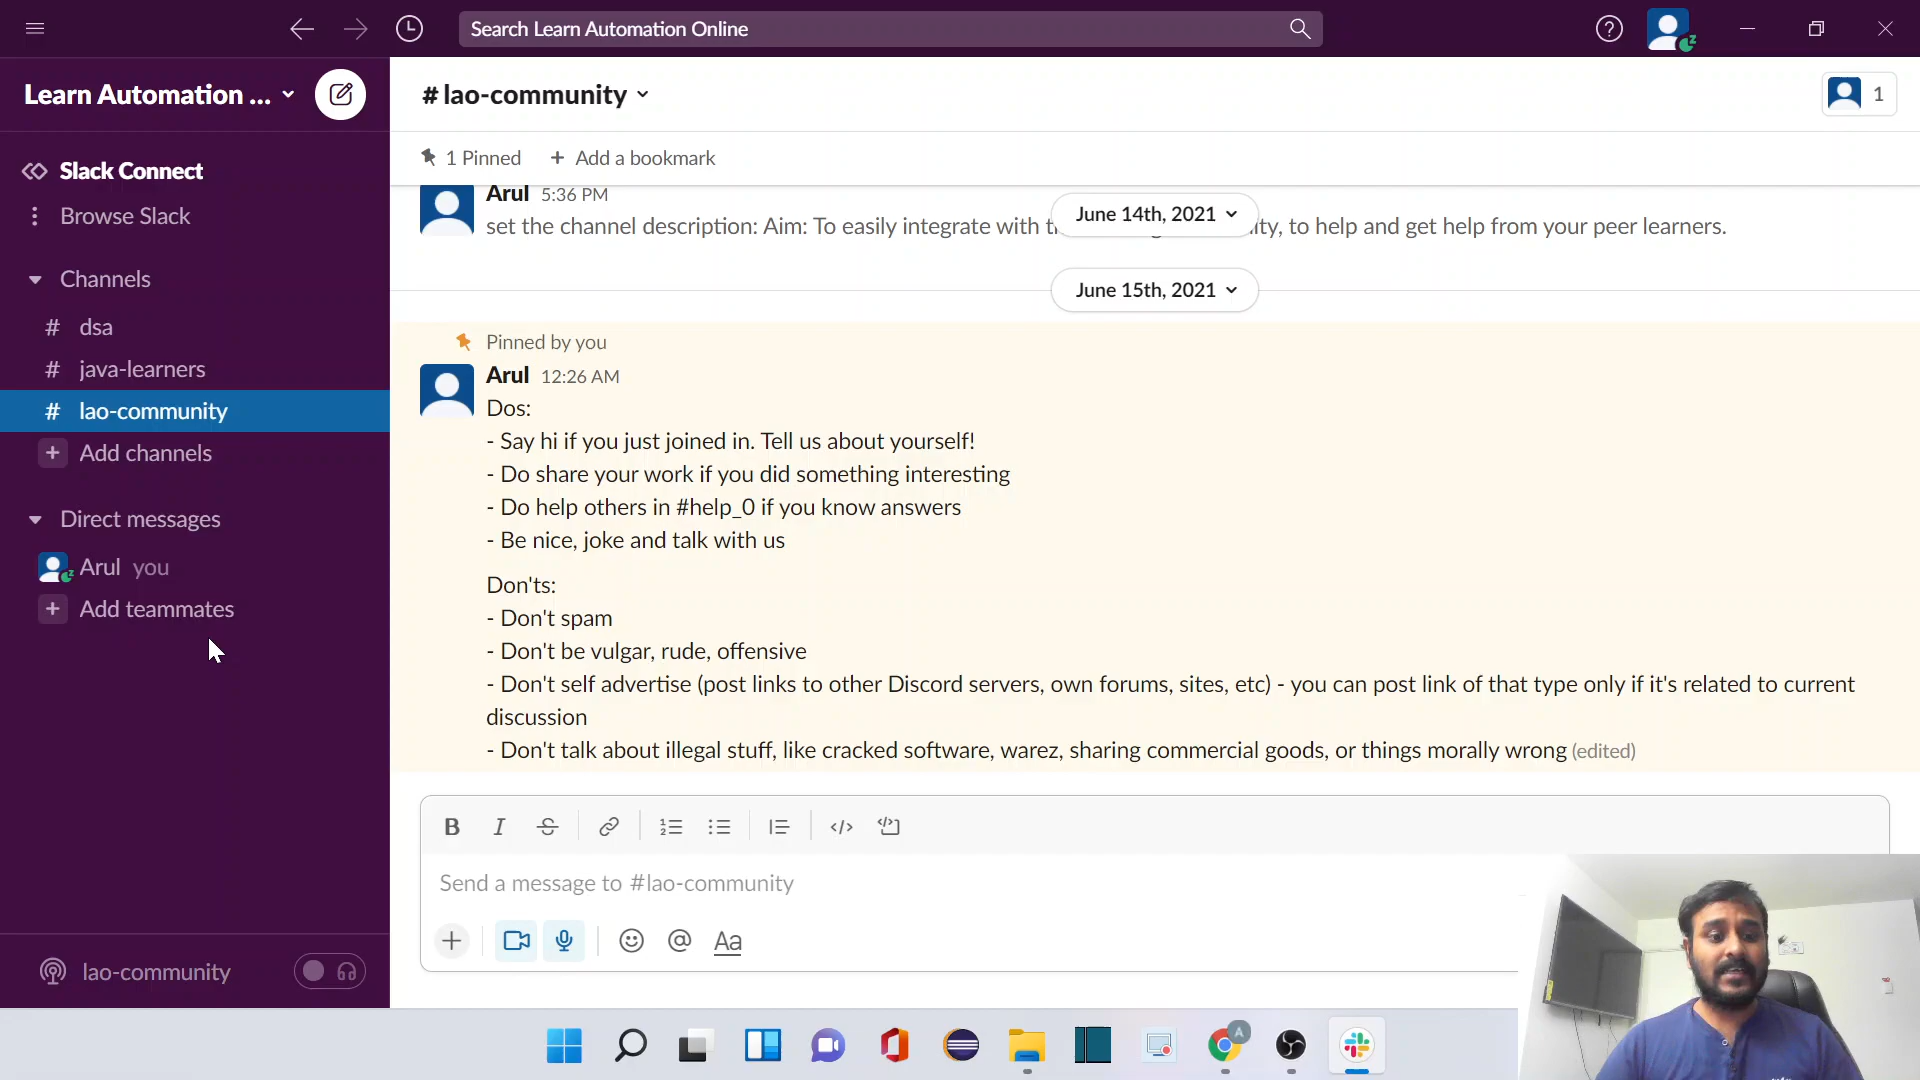 Search Learn Automation Online
Learn Automation ...
# lao-community
1
Slack Connect
1 Pinned
+ Add a bookmark
Browse Slack
Arul 5:36 PM
June 14th, 2021
set the channel description: Aim: To easily integrate with t
ity, to help and get help from your peer learners.
Channels
June 15th, 2021
# dsa
# java-learners
# lao-community
+ Add channels
Direct messages
Arul you
+ Add teammates
Pinned by you
Arul 12:26 AM
Dos:
- Say hi if you just joined in. Tell us about yourself!
- Do share your work if you did something interesting
- Do help others in #help_0 if you know answers
- Be nice, joke and talk with us
Don'ts:
- Don't spam
- Don't be vulgar, rude, offensive
- Don't self advertise (post links to other Discord servers, own forums, sites, etc) - you can post link of that type only if it's related to current
discussion
- Don't talk about illegal stuff, like cracked software, warez, sharing commercial goods, or things morally wrong (edited)
B I S
Send a message to #lao-community
@ Aa
lao-community
A